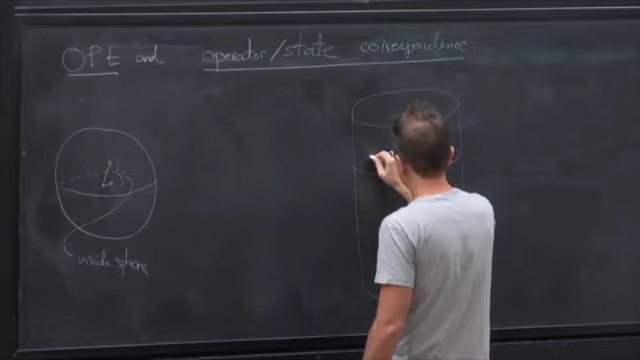 OPE and operator/state correspondence.
inside sphere